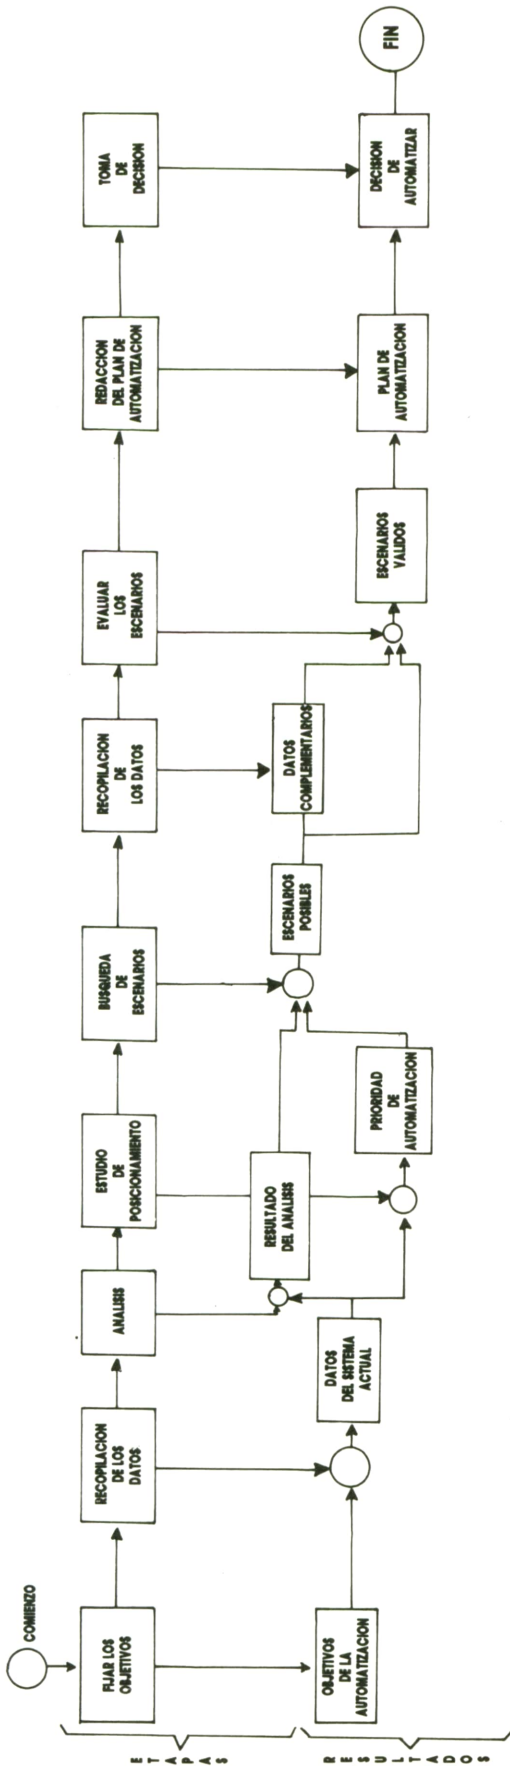 COMIENZO
ETAPAS
FIJAR LOS
OBJETIVOS
RECOPILACION
DE LOS
DATOS
ANALISIS
ESTUDIO
DE
POSICIONAMIENTO
BUSQUEDA
DE
ESCENARIOS
RECOPILACION
DE
LOS DATOS
EVALUAR
LOS
ESCENARIOS
REDACCION
DEL PLAN DE
AUTOMATIZACION
TOMA
DE
DECISION
RESULTADOS
OBJETIVOS
DE LA
AUTOMATIZACION
DATOS
DEL SISTEMA
ACTUAL
RESULTADO
DEL ANALISIS
PRIORIDAD
DE
AUTOMATIZACION
ESCENARIOS
POSIBLES
DATOS
COMPLEMENTARIOS
ESCENARIOS
VALIDOS
PLAN DE
AUTOMATIZACION
DECISION
DE
AUTOMATIZAR
FIN